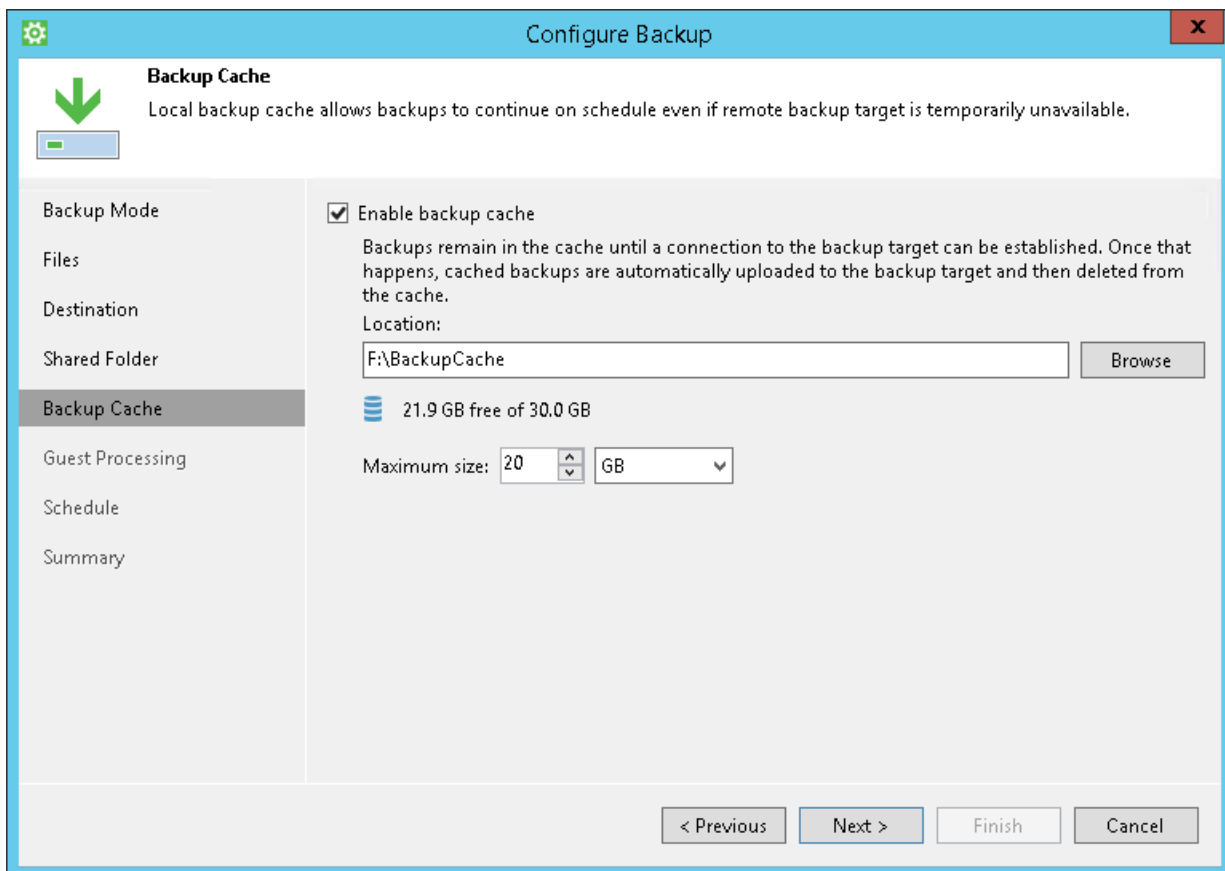 Configure Backup
x
Backup Cache
Local backup cache allows backups to continue on schedule even if remote backup target is temporarily unavailable.
Backup Mode
Files
Destination
Shared Folder
Backup Cache
Guest Processing
Schedule
Summary
Enable backup cache
Backups remain in the cache until a connection to the backup target can be established. Once that
happens, cached backups are automatically uploaded to the backup target and then deleted from
the cache.
Location:
F:\BackupCache
Browse
21.9 GB free of 30.0 GB
Maximum size: 20 GB
< Previous Next > Finish Cancel